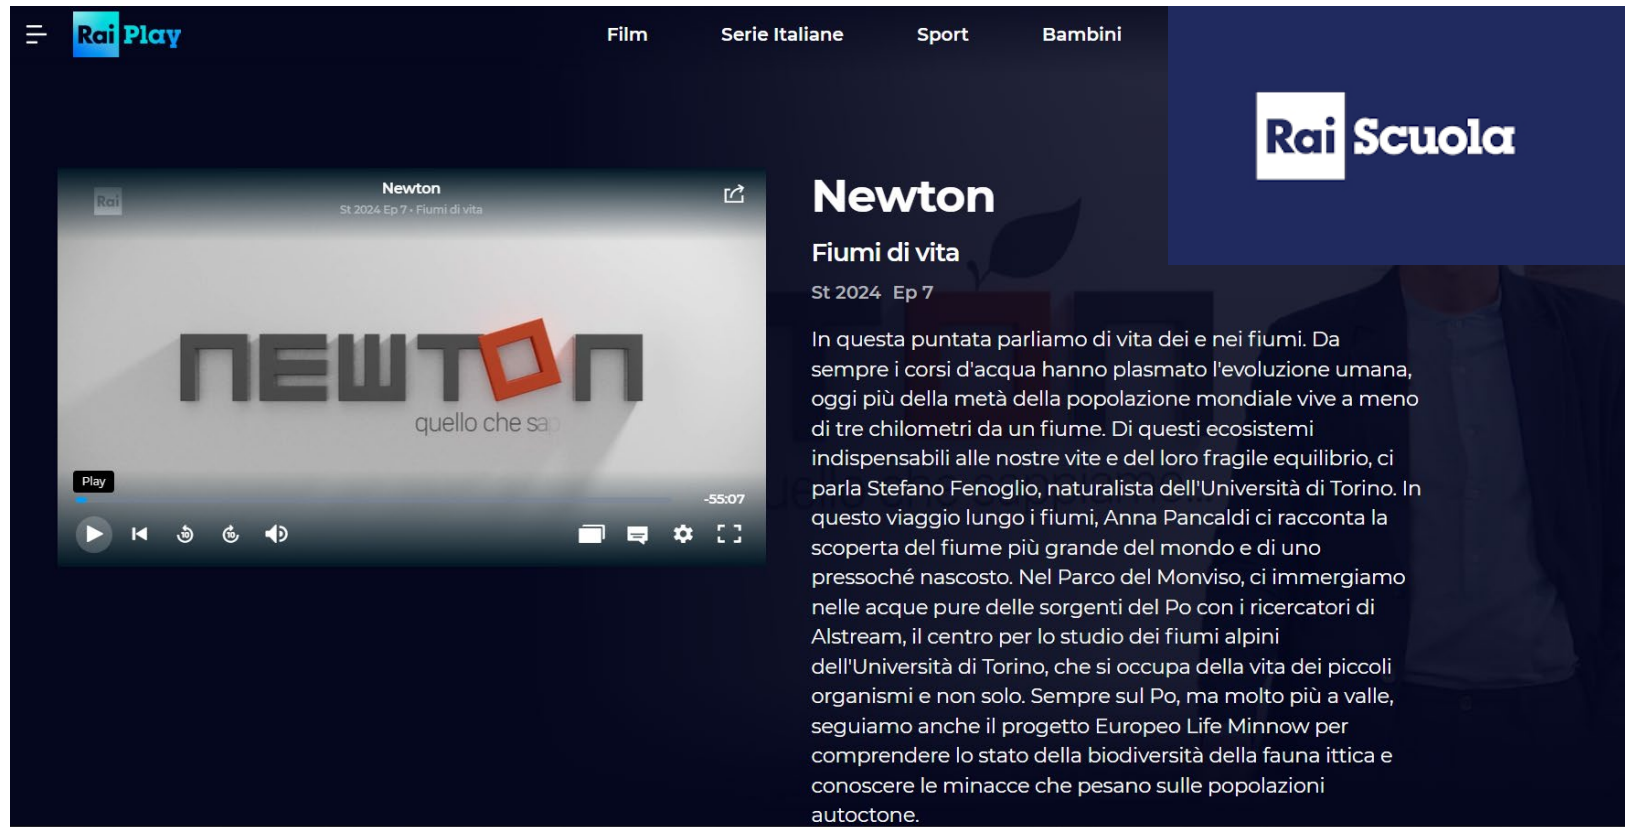 Rai Play
Film
Serie Italiane
Sport
Bambini
Rai Scuola
Rai
Newton
St 2024 Ep 7 • Fiumi di vita
NEWTON
quello che sap
Play
-55:07
10
10
Newton
Fiumi di vita
St 2024 Ep 7
In questa puntata parliamo di vita dei e nei fiumi. Da
sempre i corsi d'acqua hanno plasmato l'evoluzione umana,
oggi più della metà della popolazione mondiale vive a meno
di tre chilometri da un fiume. Di questi ecosistemi
indispensabili alle nostre vite e del loro fragile equilibrio, ci
parla Stefano Fenoglio, naturalista dell'Università di Torino. In
questo viaggio lungo i fiumi, Anna Pancaldi ci racconta la
scoperta del fiume più grande del mondo e di uno
pressoché nascosto. Nel Parco del Monviso, ci immergiamo
nelle acque pure delle sorgenti del Po con i ricercatori di
Alstream, il centro per lo studio dei fiumi alpini
dell'Università di Torino, che si occupa della vita dei piccoli
organismi e non solo. Sempre sul Po, ma molto più a valle,
seguiamo anche il progetto Europeo Life Minnow per
comprendere lo stato della biodiversità della fauna ittica e
conoscere le minacce che pesano sulle popolazioni
autoctone.